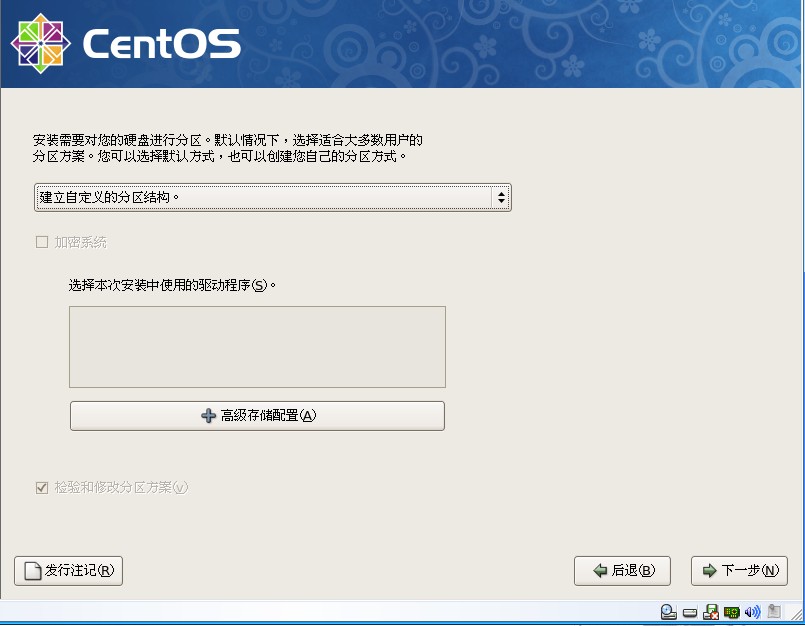 CentOS
安装需要对您的硬盘进行分区。默认情况下，选择适合大多数用户的
分区方案。您可以选择默认方式，也可以创建您自己的分区方式。
建立自定义的分区结构。
加密系统
选择本次安装中使用的驱动程序(S)。
高级存储配置(A)
检验和修改分区方案(V)
发行注记(R)
后退(B)
下一步(N)